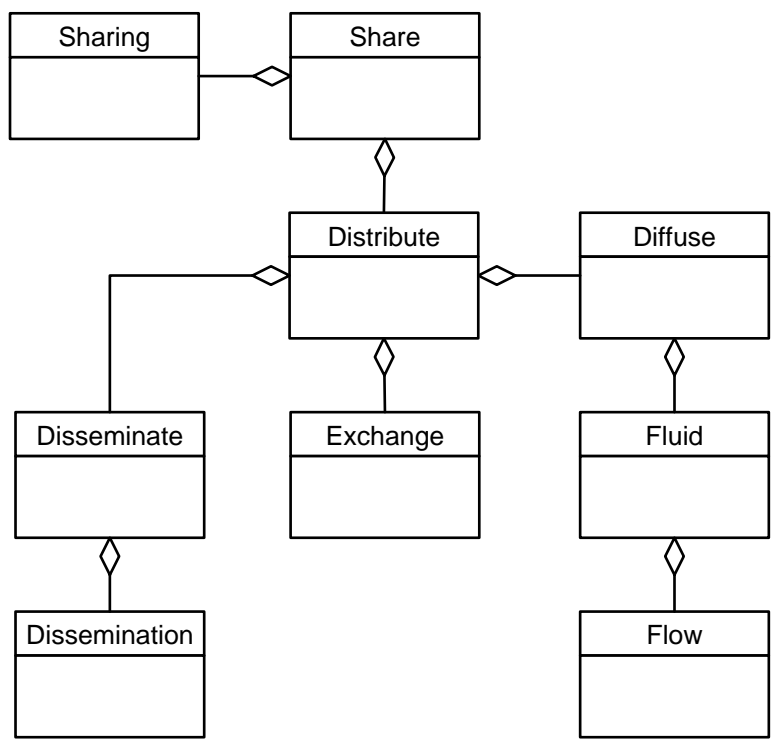 Sharing
Share
Distribute
Diffuse
Disseminate
Exchange
Fluid
Dissemination
Flow